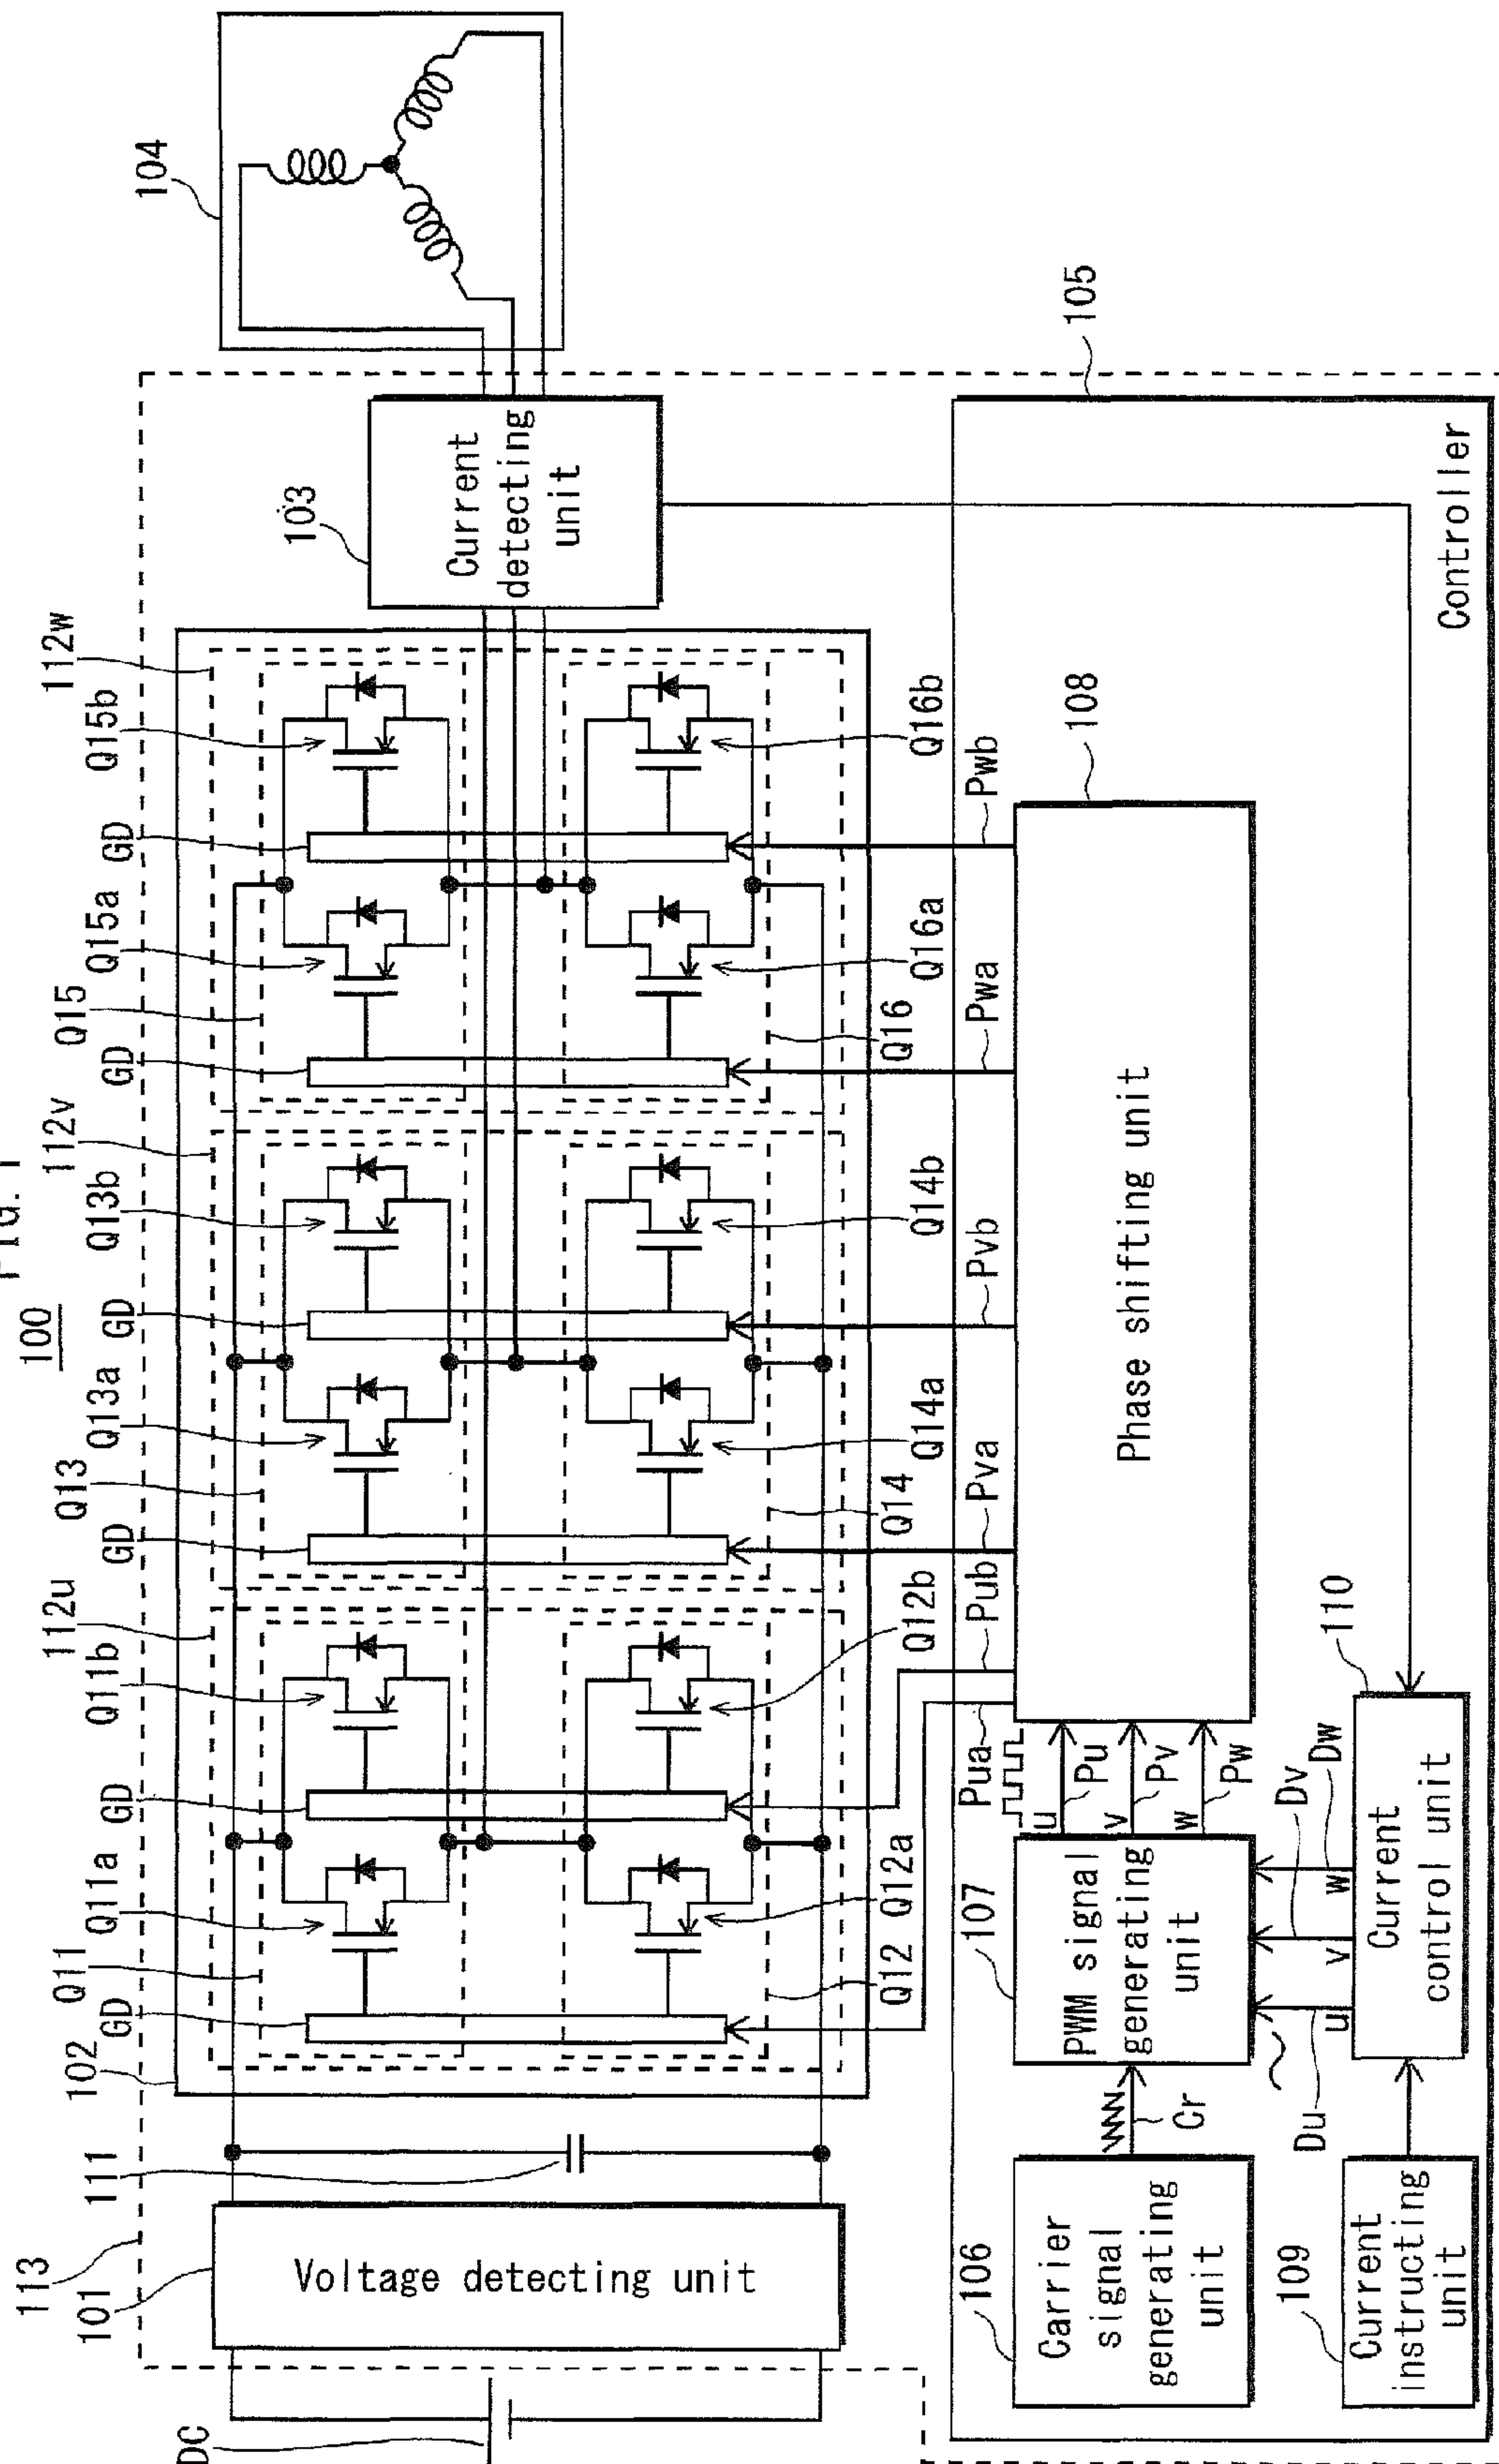 FIG. 1
100
113
101
111
102
GD
Q11
Q11a
GD
Q11b
112u
GD
Q13
Q13a
GD
Q13b
112v
GD
Q15
Q15a
GD
Q15b
112w
103
104
DC
Voltage detecting unit
Current
detecting
unit
Q12
Q12a
Q12b
Q14
Q14a
Q14b
Q16
Q16a
Q16b
Pua
Pub
Pva
Pvb
Pwa
Pwb
105
106
Carrier
signal
generating
unit
Cr
107
PWM signal
generating
unit
u
Pu
v
Pv
w
Pw
108
Phase shifting unit
109
Current
instructing
unit
Du
u
Dv
v
Dw
w
110
Current
control unit
Controller